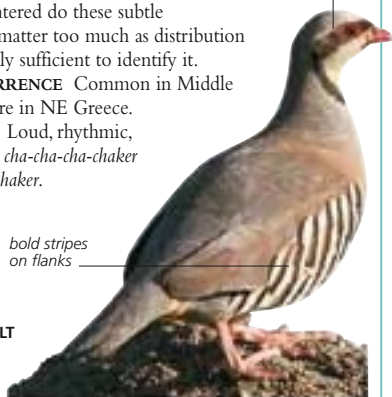 ntered do these subtle
matter too much as distribution
ly sufficient to identify it.
RRENCE Common in Middle
re in NE Greece.
Loud, rhythmic,
cha-cha-cha-chaker
haker.
bold stripes
on flanks
LT